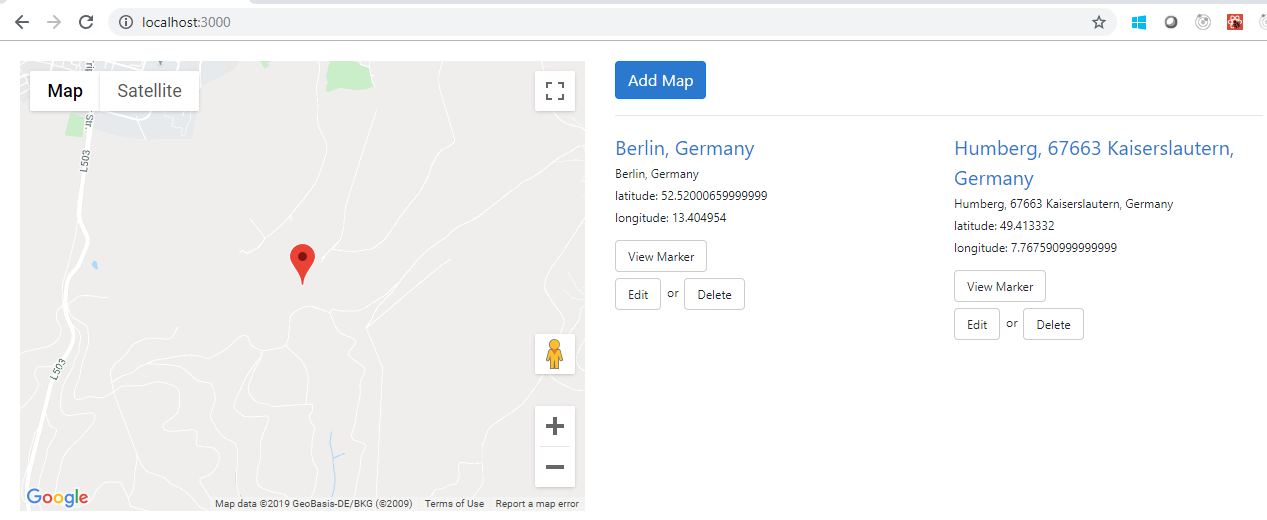 localhost:3000
Map
Satellite
L503
L503
Google
Map data ©2019 GeoBasis-DE/BKG (©2009)
Terms of Use
Report a map error
Add Map
Berlin, Germany
Berlin, Germany
latitude: 52.52000659999999
longitude: 13.404954
View Marker
Edit or Delete
Humberg, 67663 Kaiserslautern,
Germany
Humberg, 67663 Kaiserslautern, Germany
latitude: 49.413332
longitude: 7.767590999999999
View Marker
Edit or Delete